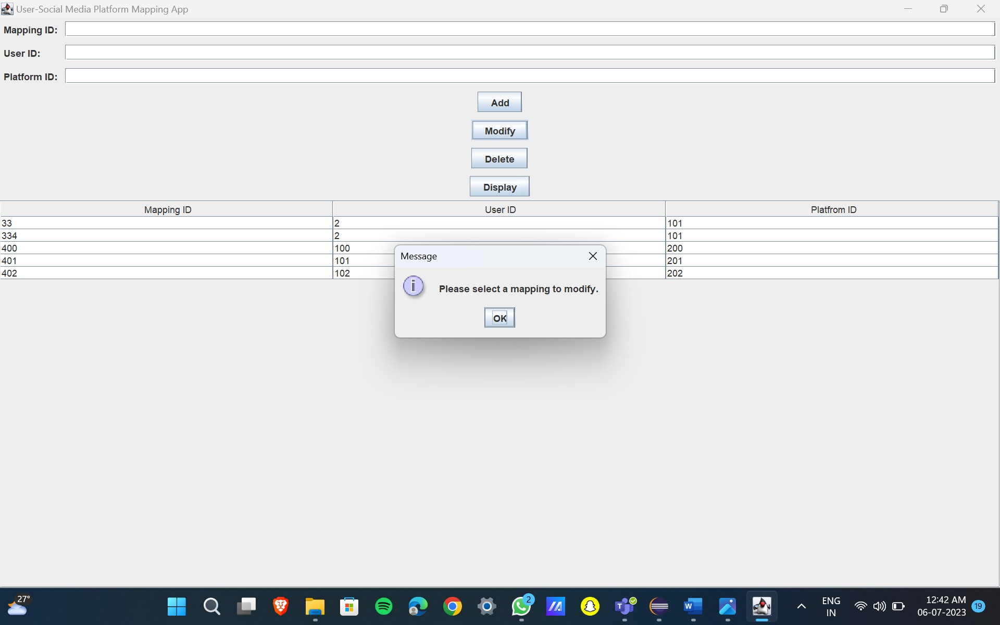 User-Social Media Platform Mapping App
Mapping ID:
User ID:
Platform ID:
Add
Modify
Delete
Display
Mapping ID User ID Platfrom ID
33 2 101
334 2 101
400 100 200
401 101 201
402 102 202
Message
Please select a mapping to modify.
OK
27°
2
ENG
IN
12:42 AM
06-07-2023
19